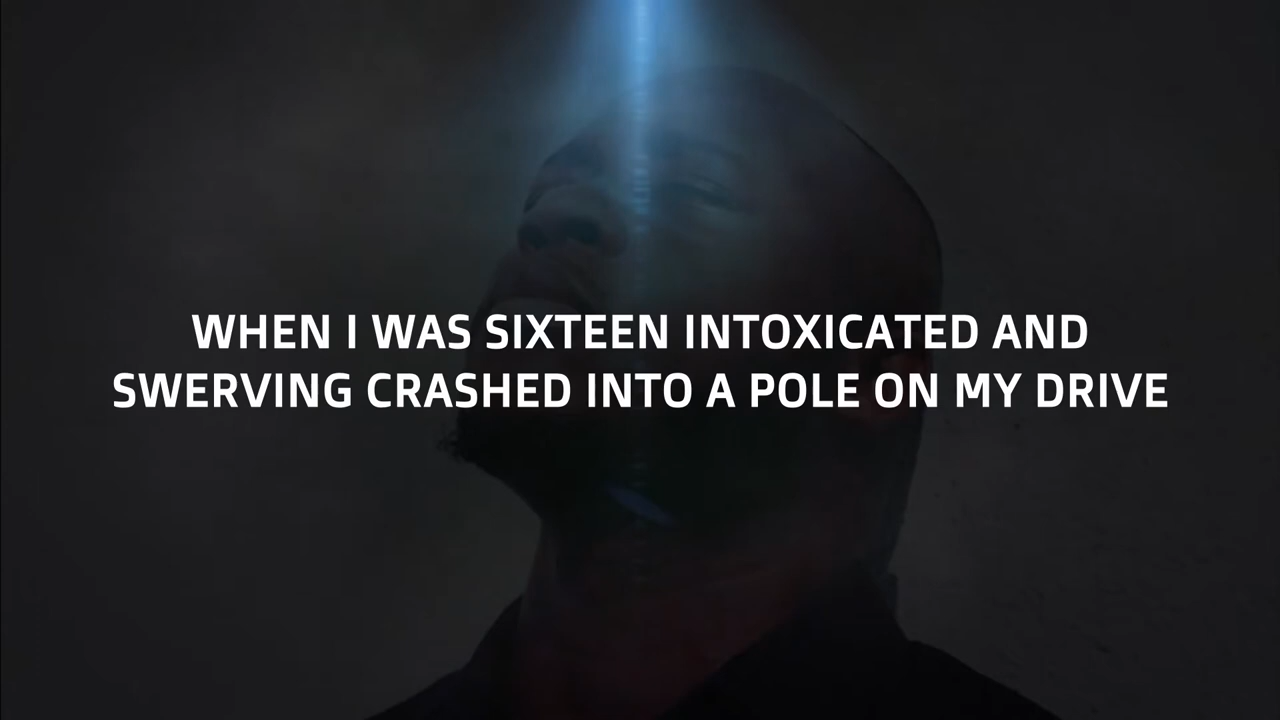 WHEN I WAS SIXTEEN INTOXICATED AND
SWERVING CRASHED INTO A POLE ON MY DRIVE